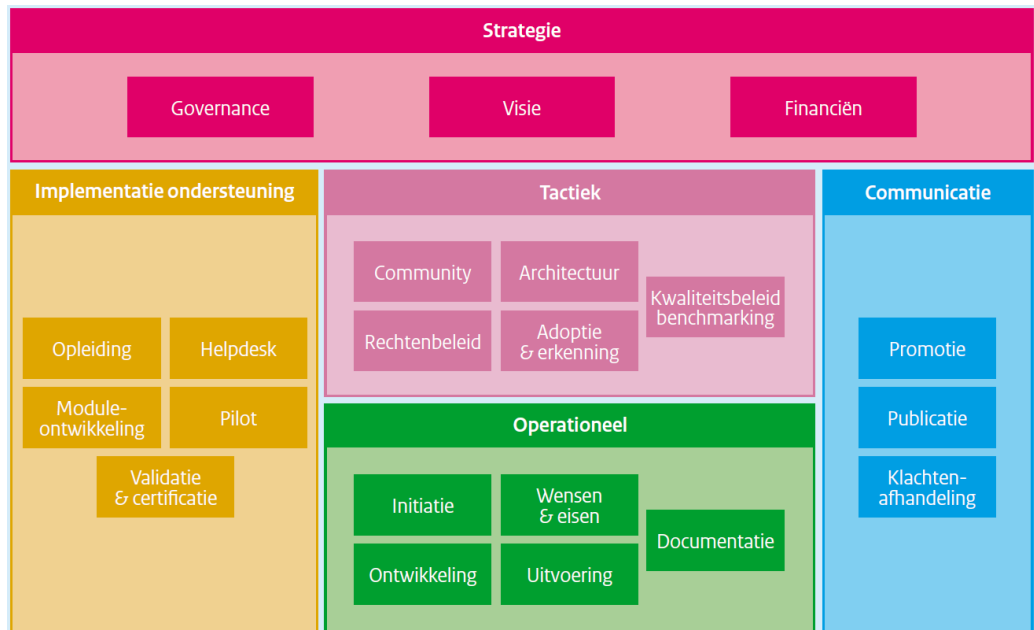 Strategie
Governance
Visie
Financiën
Implementatie ondersteuning
Opleiding
Helpdesk
Module-
ontwikkeling
Pilot
Validatie
& certificatie
Tactiek
Community
Architectuur
Kwaliteitsbeleid
benchmarking
Rechtenbeleid
Adoptie
& erkenning
Operationeel
Initiatie
Wensen
& eisen
Documentatie
Ontwikkeling
Uitvoering
Communicatie
Promotie
Publicatie
Klachten-
afhandeling